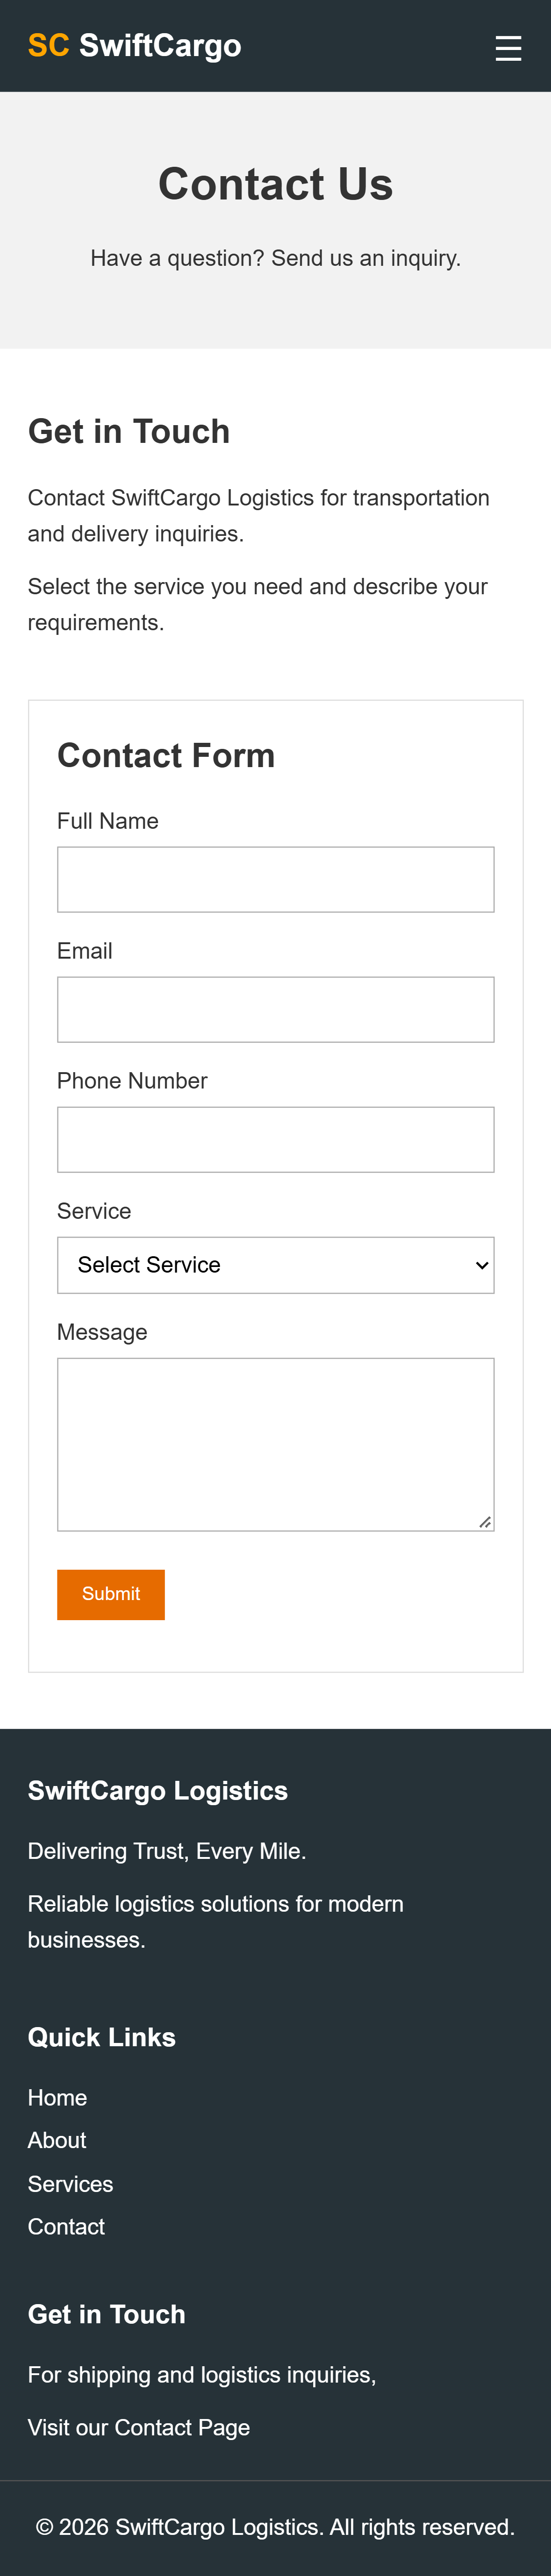 SC SwiftCargo
Contact Us
Have a question? Send us an inquiry.
Get in Touch
Contact SwiftCargo Logistics for transportation
and delivery inquiries.
Select the service you need and describe your
requirements.
Contact Form
Full Name
Email
Phone Number
Service
Select Service
Message
Submit
SwiftCargo Logistics
Delivering Trust, Every Mile.
Reliable logistics solutions for modern
businesses.
Quick Links
Home
About
Services
Contact
Get in Touch
For shipping and logistics inquiries,
Visit our Contact Page
© 2026 SwiftCargo Logistics. All rights reserved.